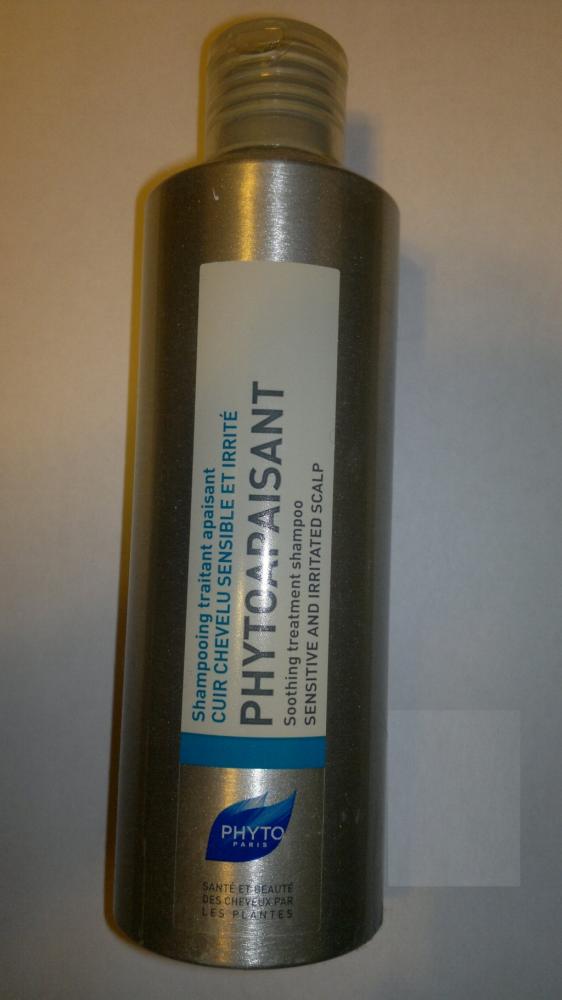 Shampooing traitant apaisant
CUIR CHEVELU SENSIBLE ET IRRITÉ
PHYTOAPAISANT
Soothing treatment shampoo
SENSITIVE AND IRRITATED SCALP
PHYTO
PARIS
SANTÉ ET BEAUTÉ
DES CHEVEUX PAR
LES PLANTES